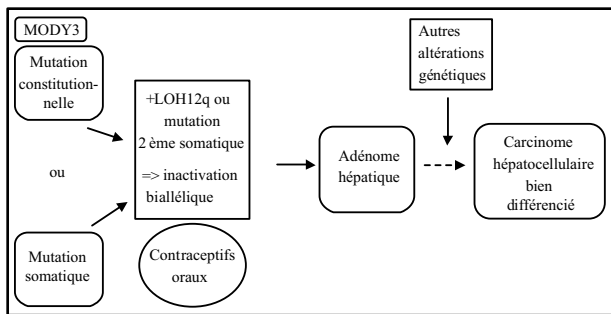 MODY3
Mutation
constitution-
nelle
ou
Mutation
somatique
+LOH12q ou
mutation
2 ème somatique
=> inactivation
biallélique
Contraceptifs
oraux
Adénome
hépatique
Autres
altérations
génétiques
Carcinome
hépatocellulaire
bien
différencié